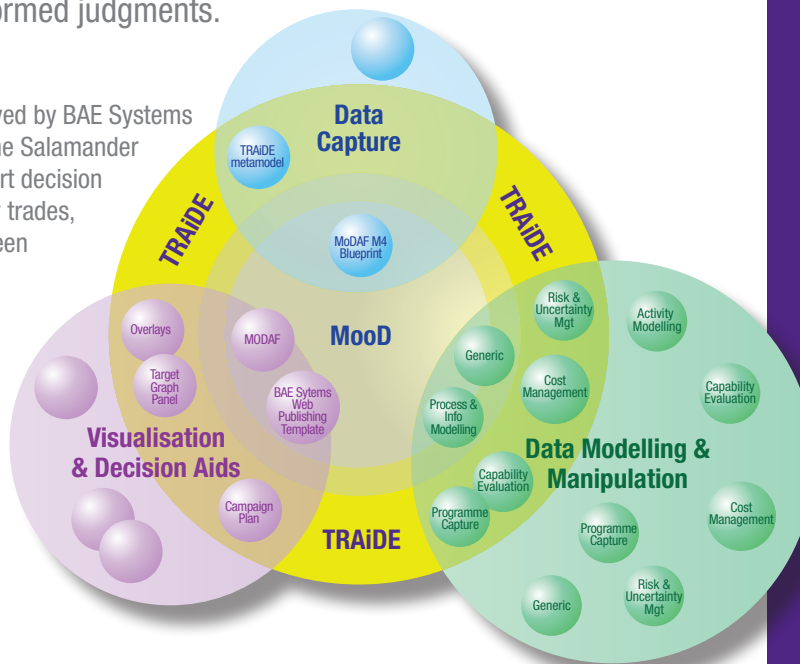 ormed judgments.
yed by BAE Systems
ne Salamander
rt decision
trades,
een
Data
Capture
TRAiDE
metamodel
TRAiDE
TRAiDE
MoDAF M4
Blueprint
MooD
Overlays
MODAF
Target
Graph
Panel
BAE Sytems
Web
Publishing
Template
Visualisation
& Decision Aids
Campaign
Plan
TRAiDE
Risk &
Uncertainty
Mgt
Activity
Modelling
Generic
Cost
Management
Capability
Evaluation
Process &
Info
Modelling
Data Modelling &
Manipulation
Capability
Evaluation
Programme
Capture
Programme
Capture
Cost
Management
Generic
Risk &
Uncertainty
Mgt